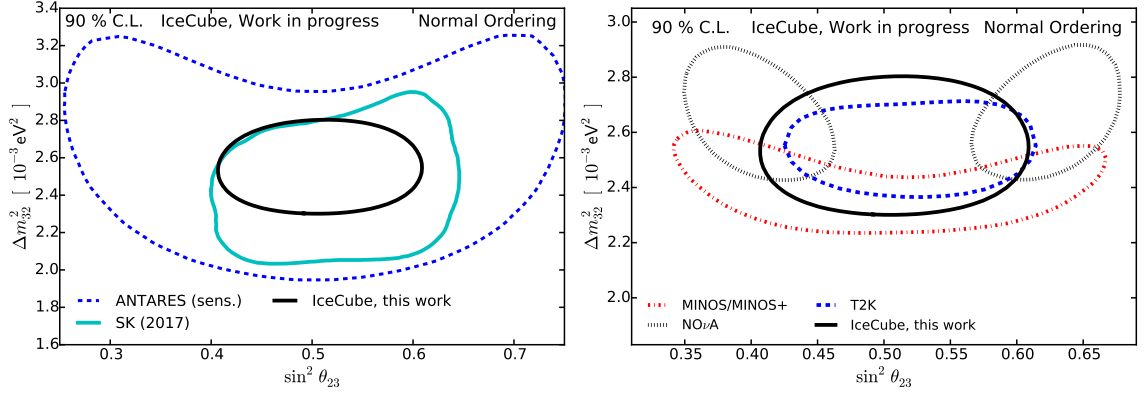 90 % C.L. IceCube, Work in progress Normal Ordering
3.4
3.2
3.0
2.8
2.6
2.4
2.2
2.0
1.8
1.6
Δm²₃₂ [ 10⁻³ eV² ]
ANTARES (sens.)
SK (2017)
IceCube, this work
0.3 0.4 0.5 0.6 0.7
sin² θ₂₃
90 % C.L. IceCube, Work in progress Normal Ordering
3.0
2.8
2.6
2.4
2.2
2.0
Δm²₃₂ [ 10⁻³ eV² ]
MINOS/MINOS+
NOνA
T2K
IceCube, this work
0.35 0.40 0.45 0.50 0.55 0.60 0.65
sin² θ₂₃